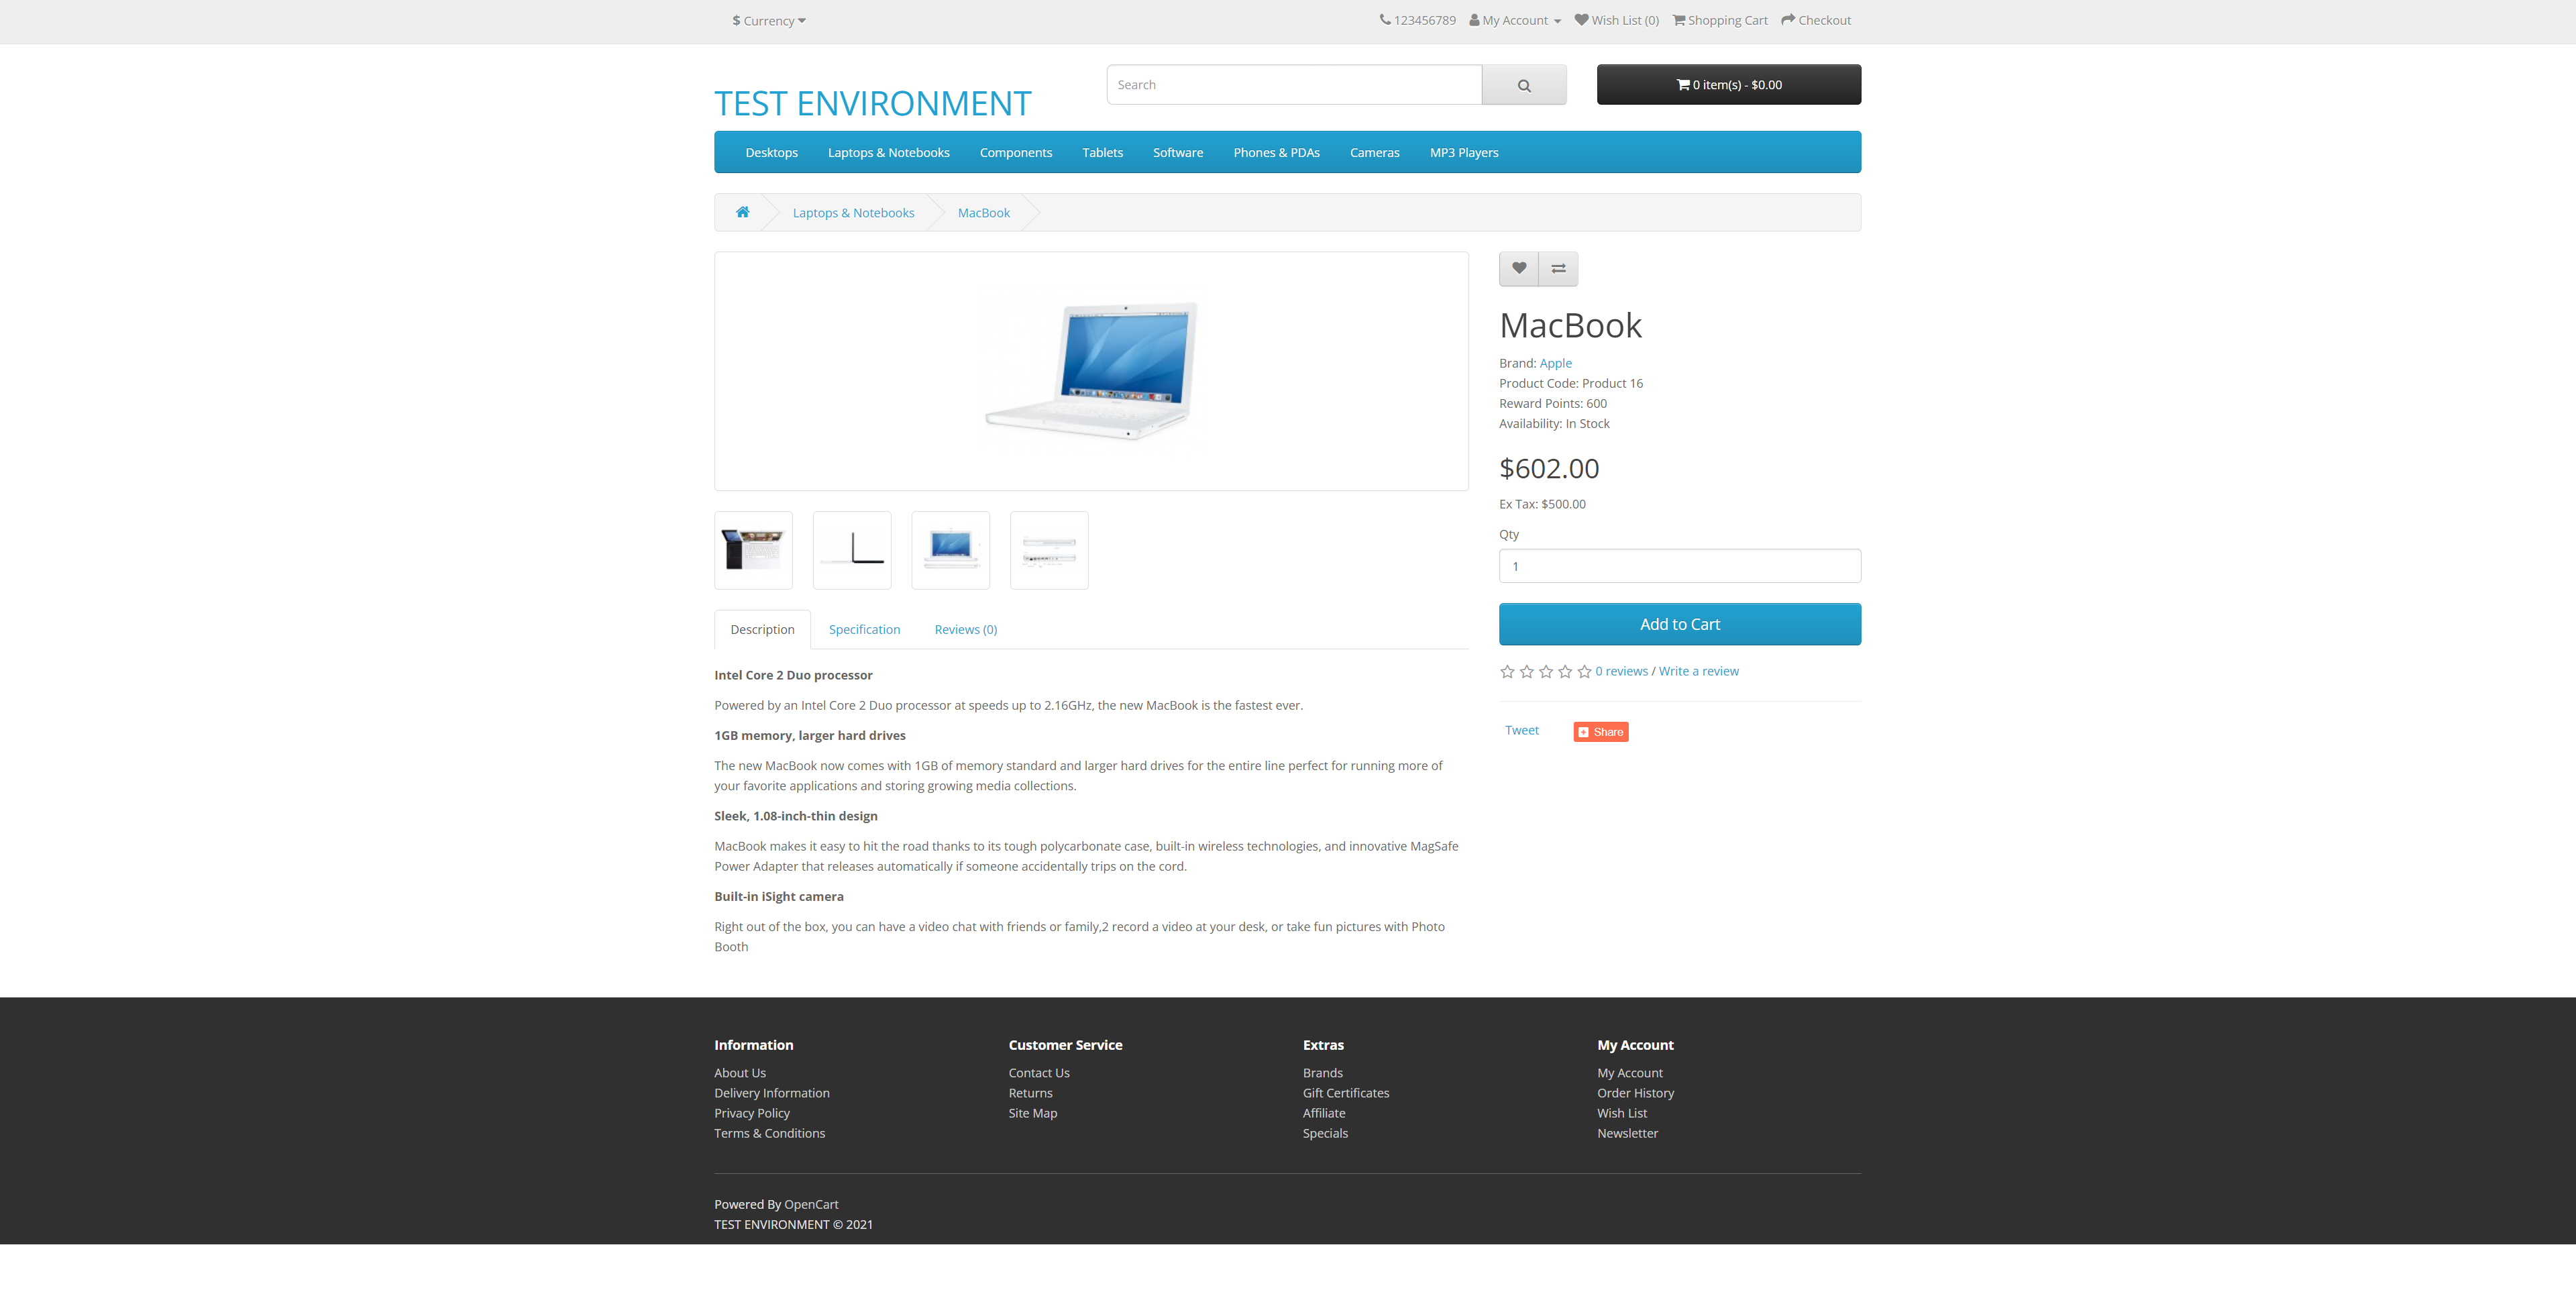 $ Currency
123456789 My Account Wish List (0) Shopping Cart Checkout
TEST ENVIRONMENT
Search
0 item(s) - $0.00
Desktops Laptops & Notebooks Components Tablets Software Phones & PDAs Cameras MP3 Players
Laptops & Notebooks MacBook
MacBook
Brand: Apple
Product Code: Product 16
Reward Points: 600
Availability: In Stock
$602.00
Ex Tax: $500.00
Qty
1
Add to Cart
0 reviews / Write a review
Tweet Share
Description Specification Reviews (0)
Intel Core 2 Duo processor
Powered by an Intel Core 2 Duo processor at speeds up to 2.16GHz, the new MacBook is the fastest ever.
1GB memory, larger hard drives
The new MacBook now comes with 1GB of memory standard and larger hard drives for the entire line perfect for running more of
your favorite applications and storing growing media collections.
Sleek, 1.08-inch-thin design
MacBook makes it easy to hit the road thanks to its tough polycarbonate case, built-in wireless technologies, and innovative MagSafe
Power Adapter that releases automatically if someone accidentally trips on the cord.
Built-in iSight camera
Right out of the box, you can have a video chat with friends or family,2 record a video at your desk, or take fun pictures with Photo
Booth
Information
About Us
Delivery Information
Privacy Policy
Terms & Conditions
Customer Service
Contact Us
Returns
Site Map
Extras
Brands
Gift Certificates
Affiliate
Specials
My Account
My Account
Order History
Wish List
Newsletter
Powered By OpenCart
TEST ENVIRONMENT © 2021